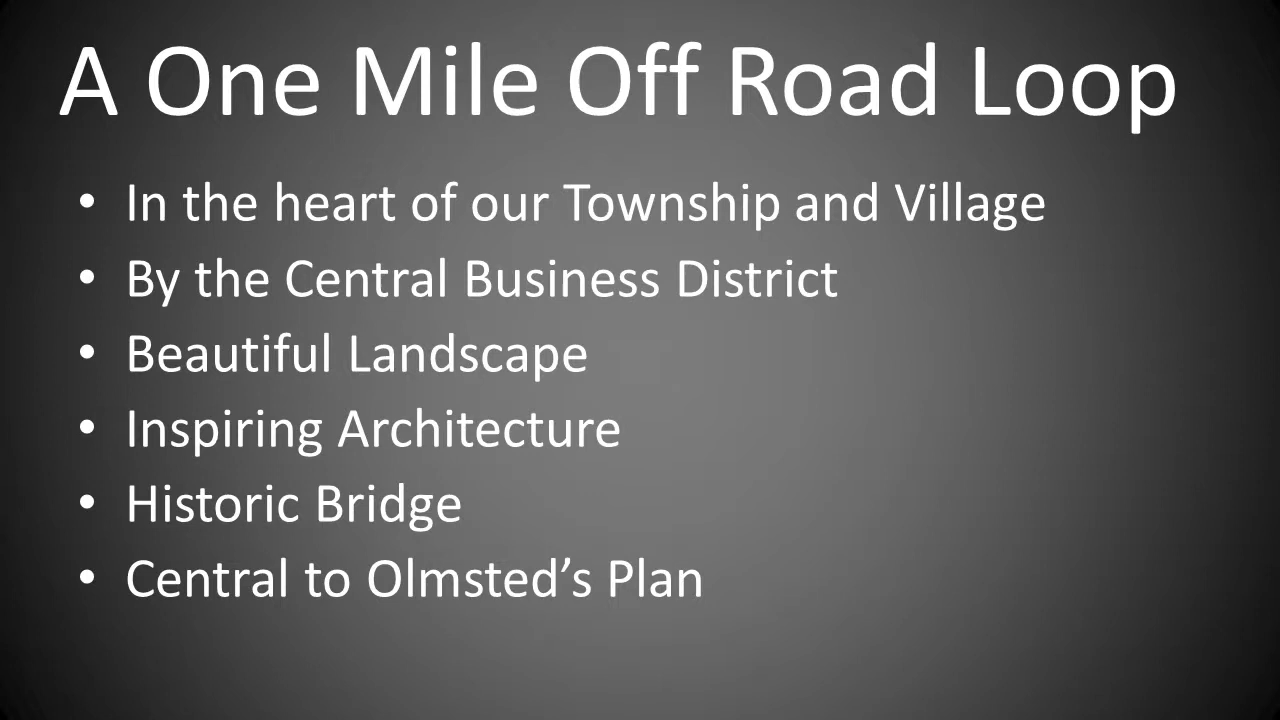 A One Mile Off Road Loop
• In the heart of our Township and Village
• By the Central Business District
• Beautiful Landscape
• Inspiring Architecture
• Historic Bridge
• Central to Olmsted’s Plan